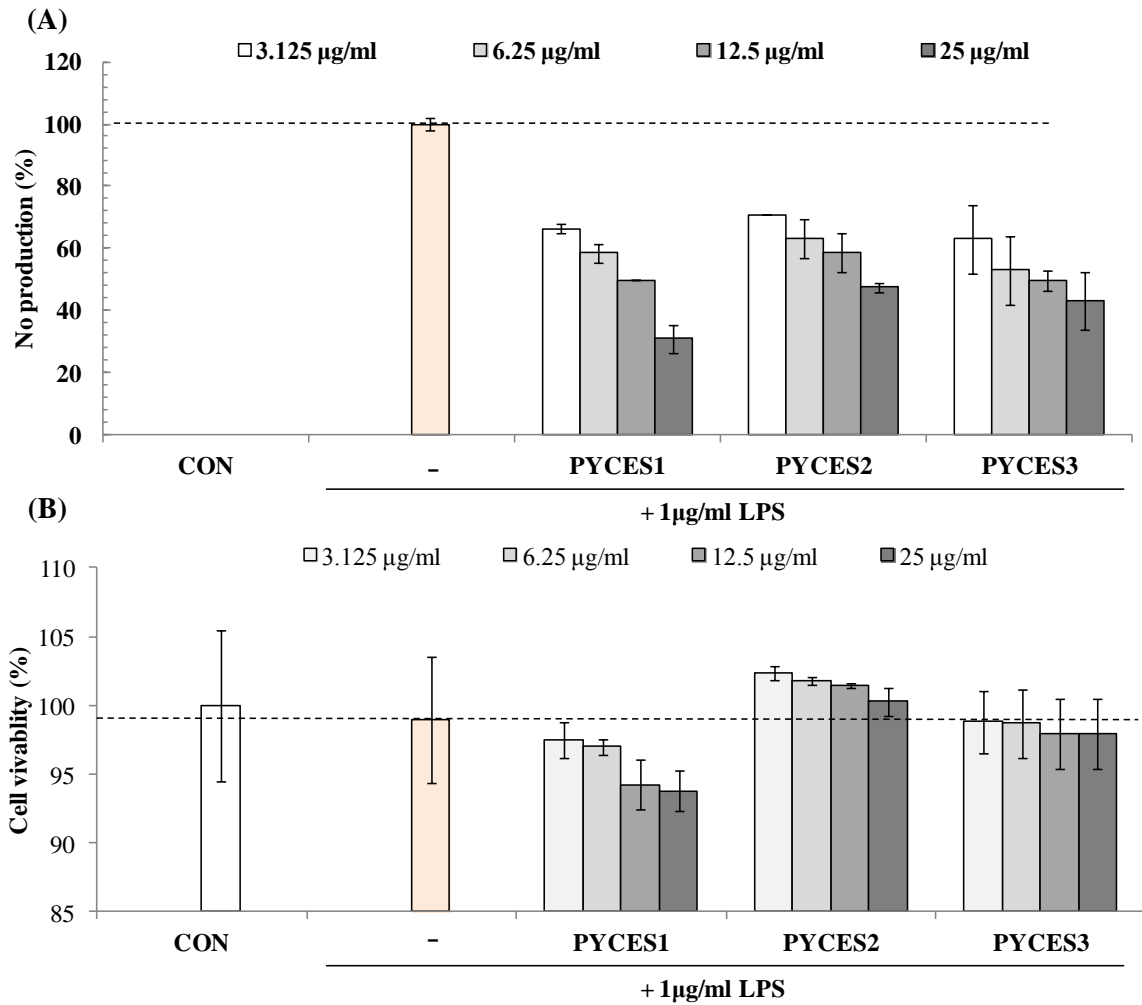 (A)
3.125 μg/ml 6.25 μg/ml 12.5 μg/ml 25 μg/ml
120
100
80
60
40
20
0
No production (%)
CON – PYCES1 PYCES2 PYCES3
+ 1μg/ml LPS
(B)
3.125 μg/ml 6.25 μg/ml 12.5 μg/ml 25 μg/ml
110
105
100
95
90
85
Cell vivablity (%)
CON – PYCES1 PYCES2 PYCES3
+ 1μg/ml LPS